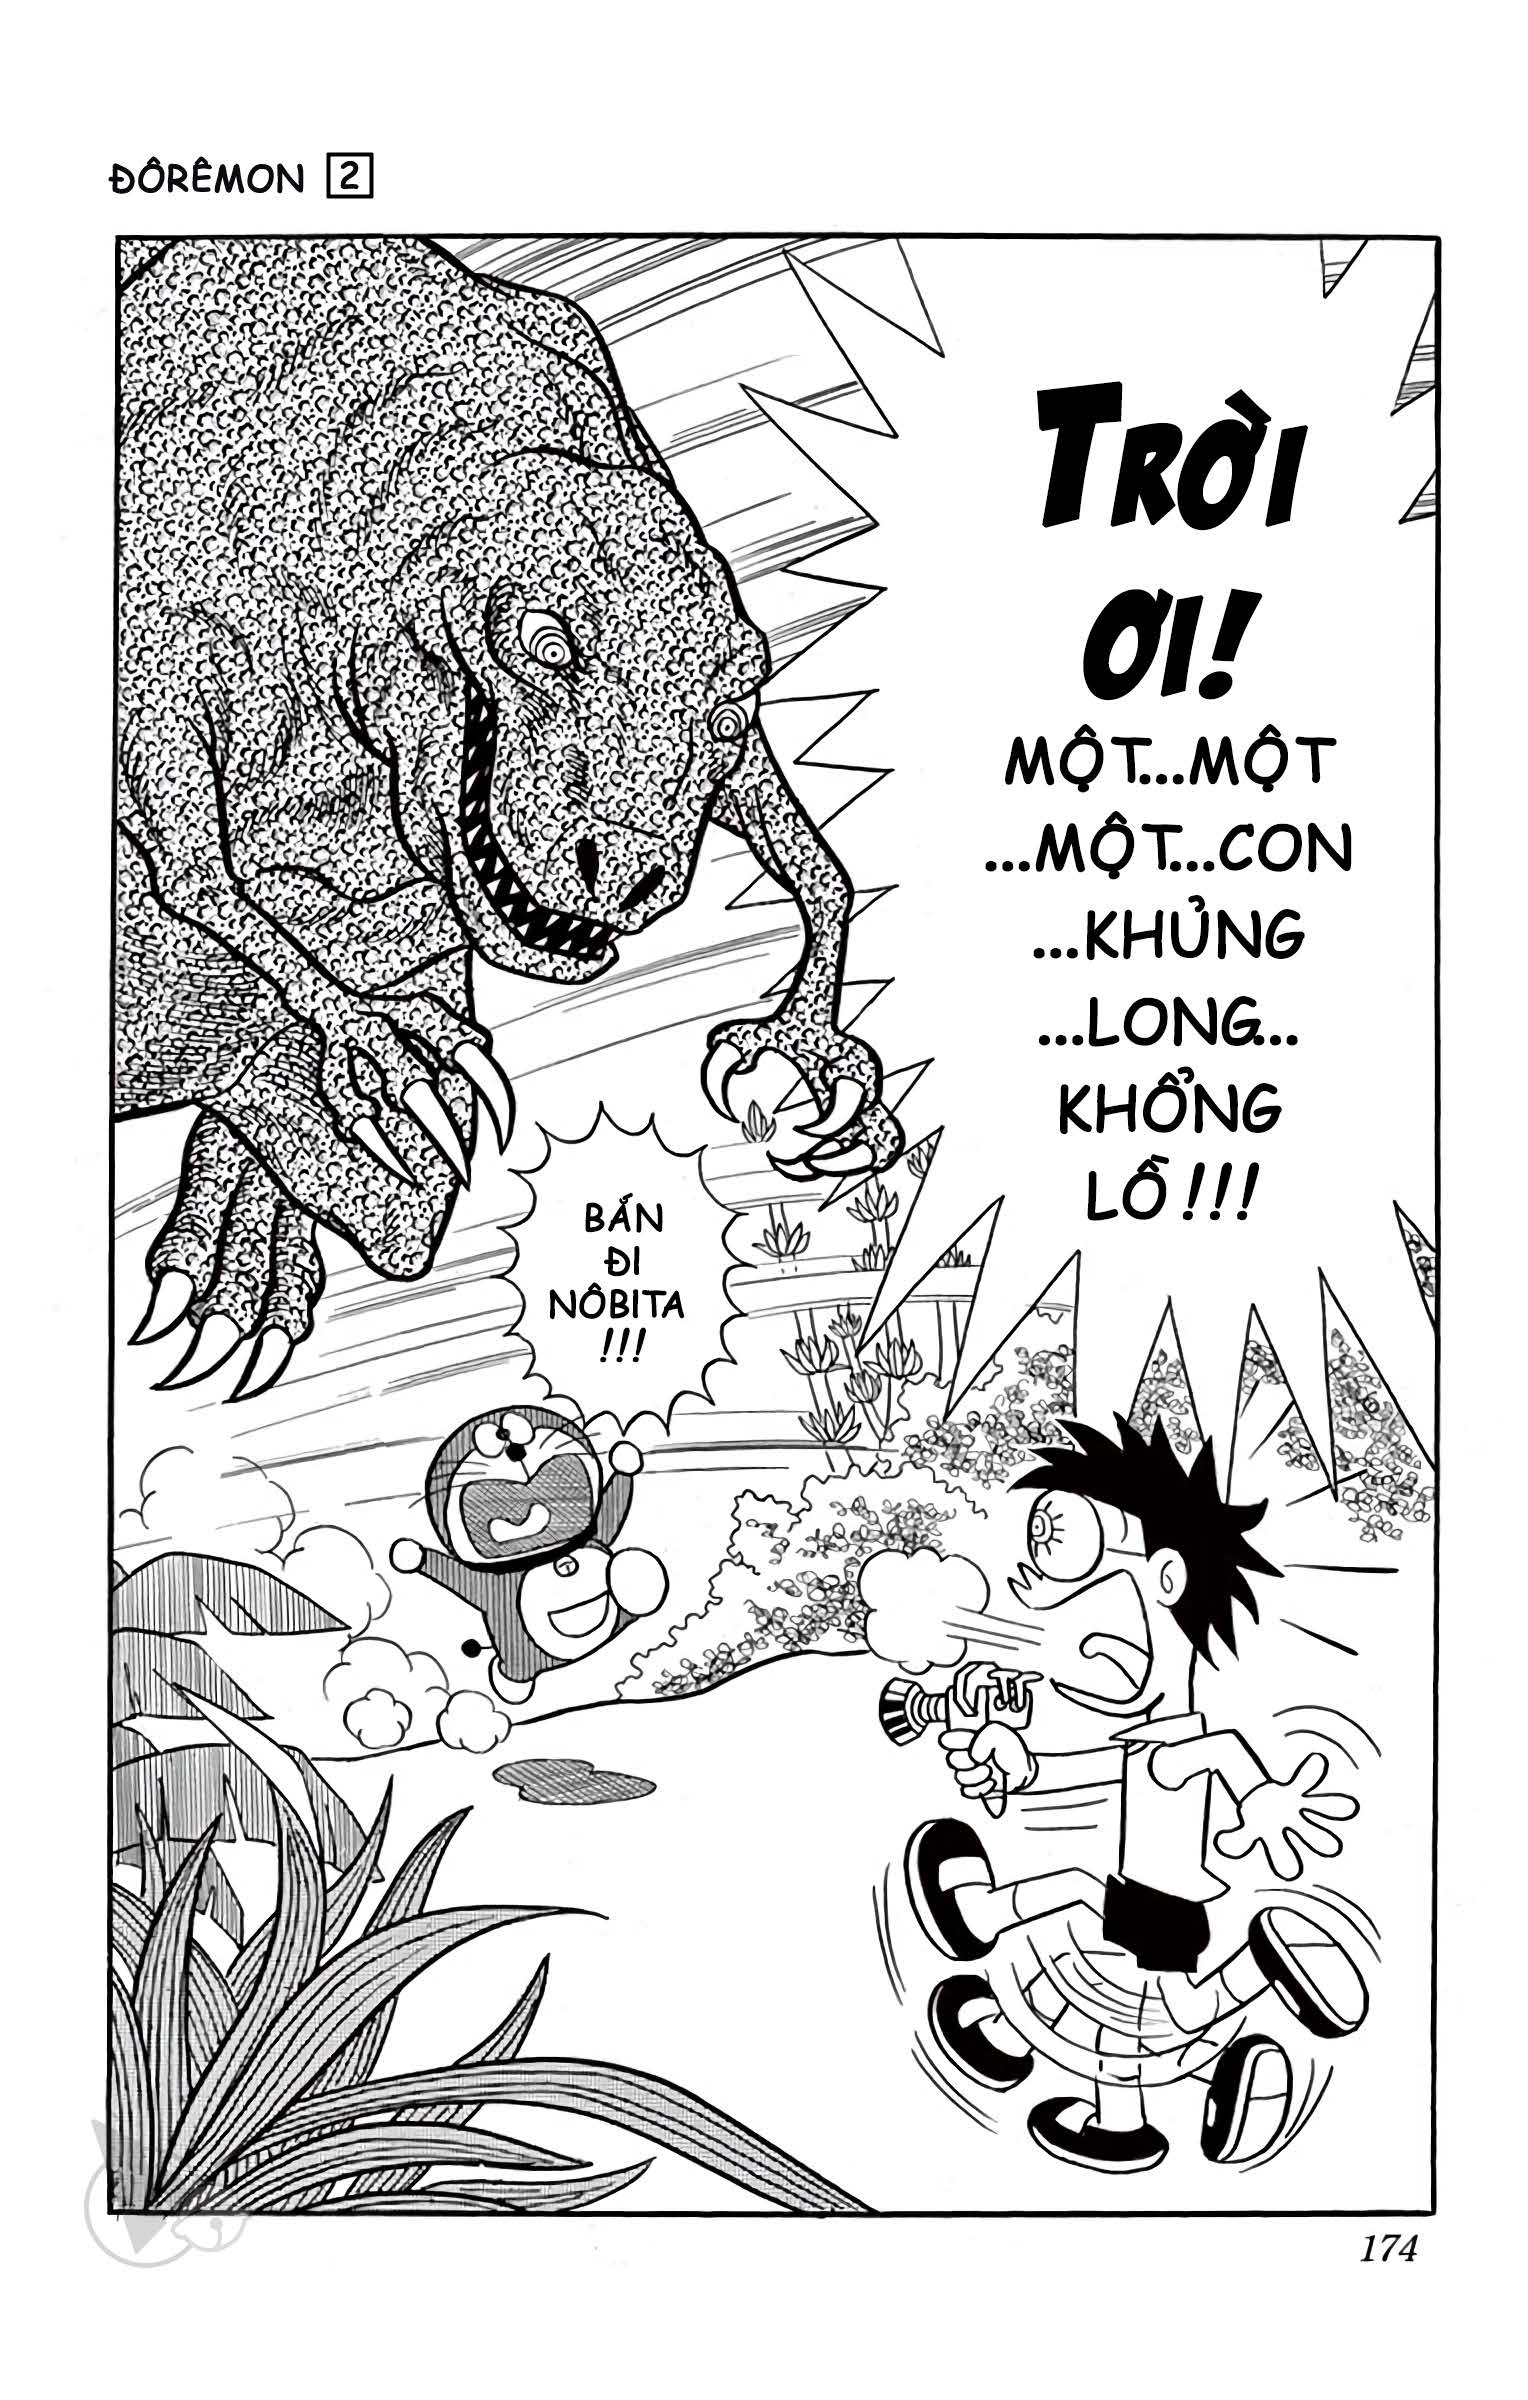 ĐÔRÊMON 2
TRỜI
ƠI!
MỘT...MỘT
...MỘT...CON
...KHỦNG
...LONG...
KHỔNG
LỒ!!!
BẮN
ĐI
NÔBITA
!!!
174